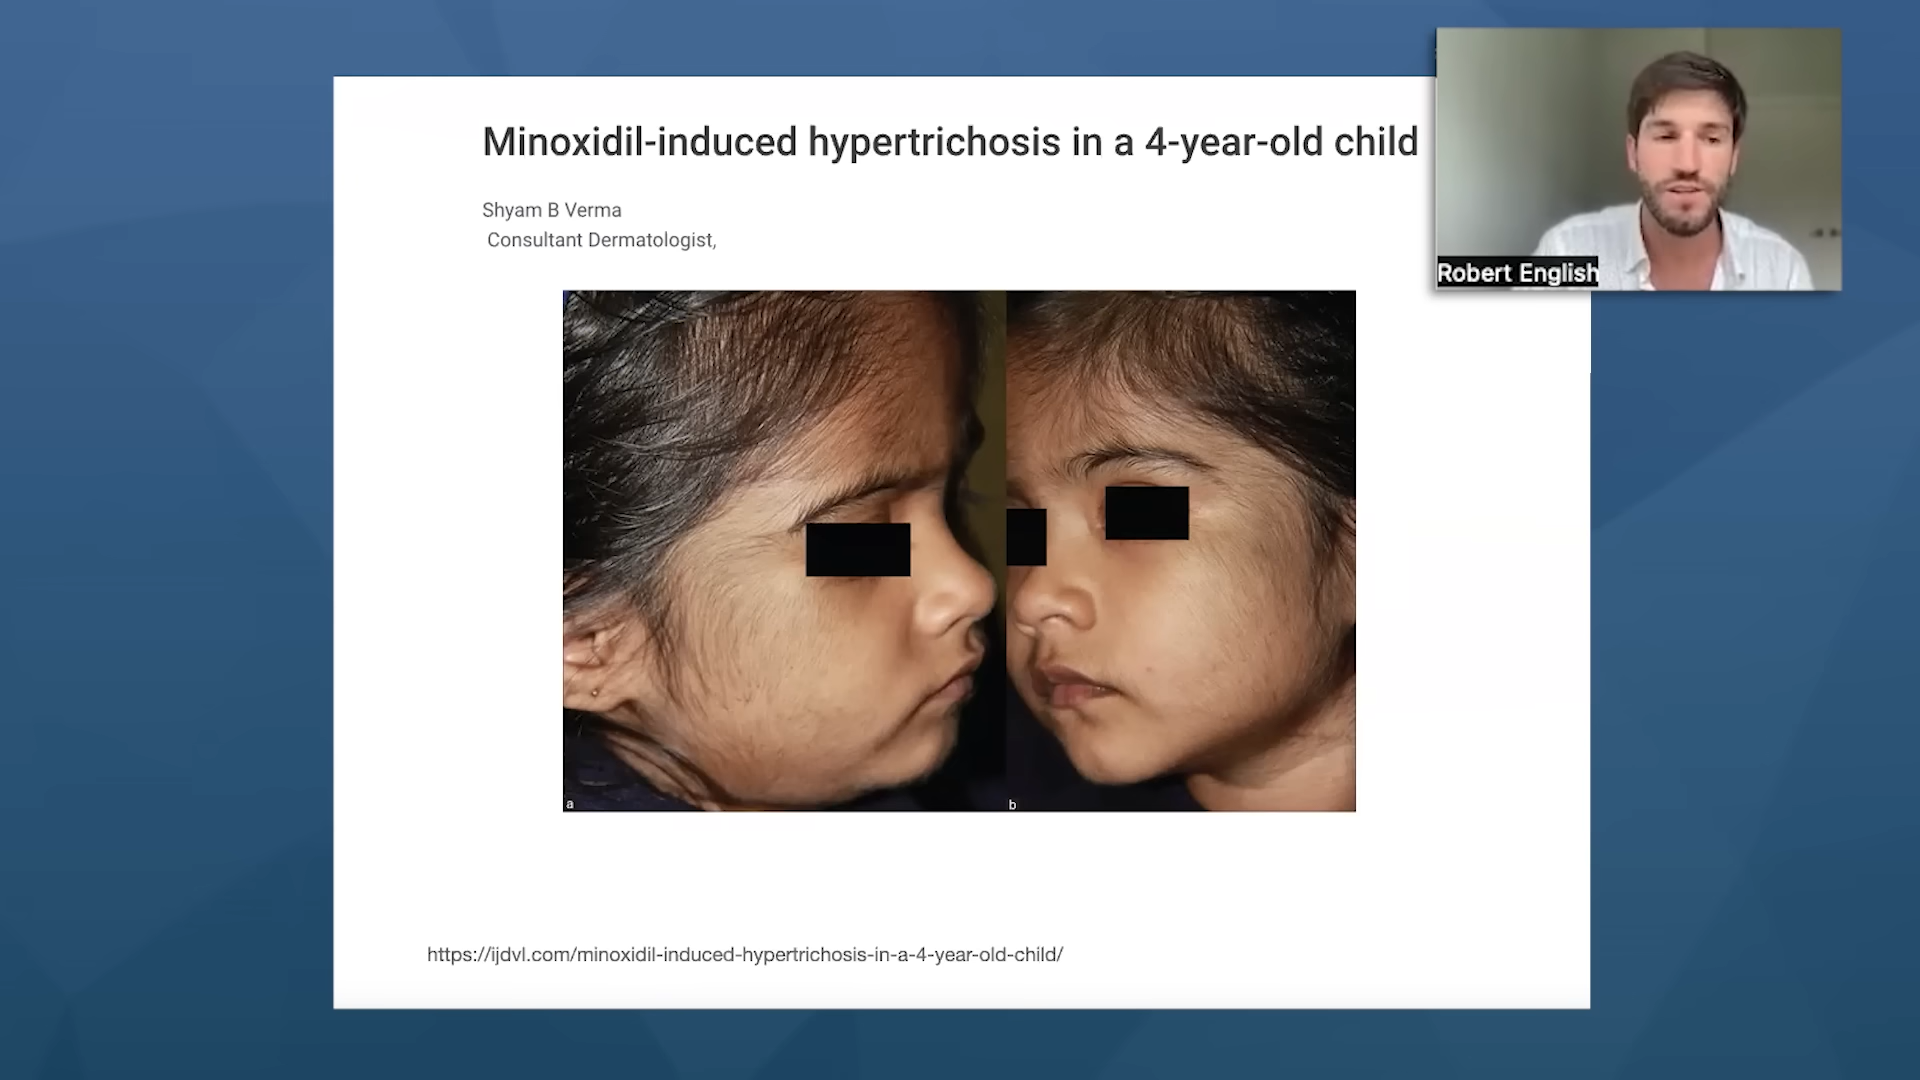 Minoxidil-induced hypertrichosis in a 4-year-old child
Shyam B Verma
Consultant Dermatologist,
Robert English
a
b
https://ijdvl.com/minoxidil-induced-hypertrichosis-in-a-4-year-old-child/